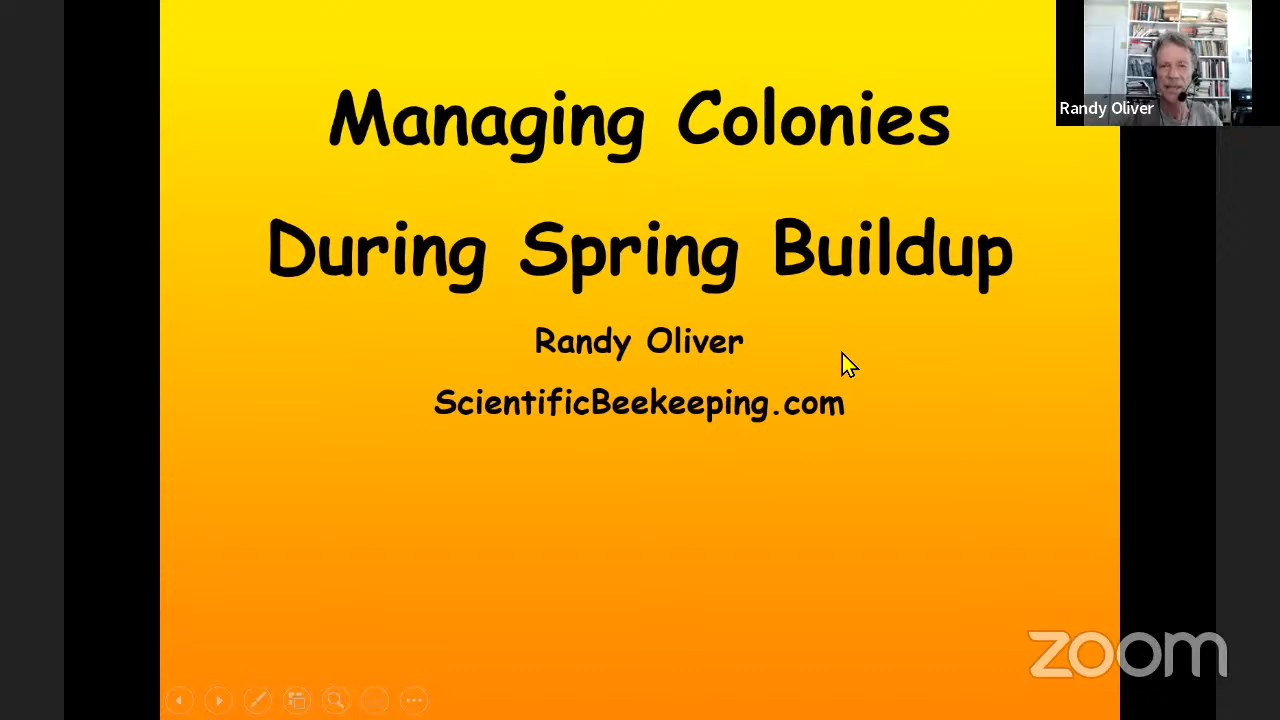 Managing Colonies
During Spring Buildup
Randy Oliver
ScientificBeekeeping.com
Randy Oliver
zoom